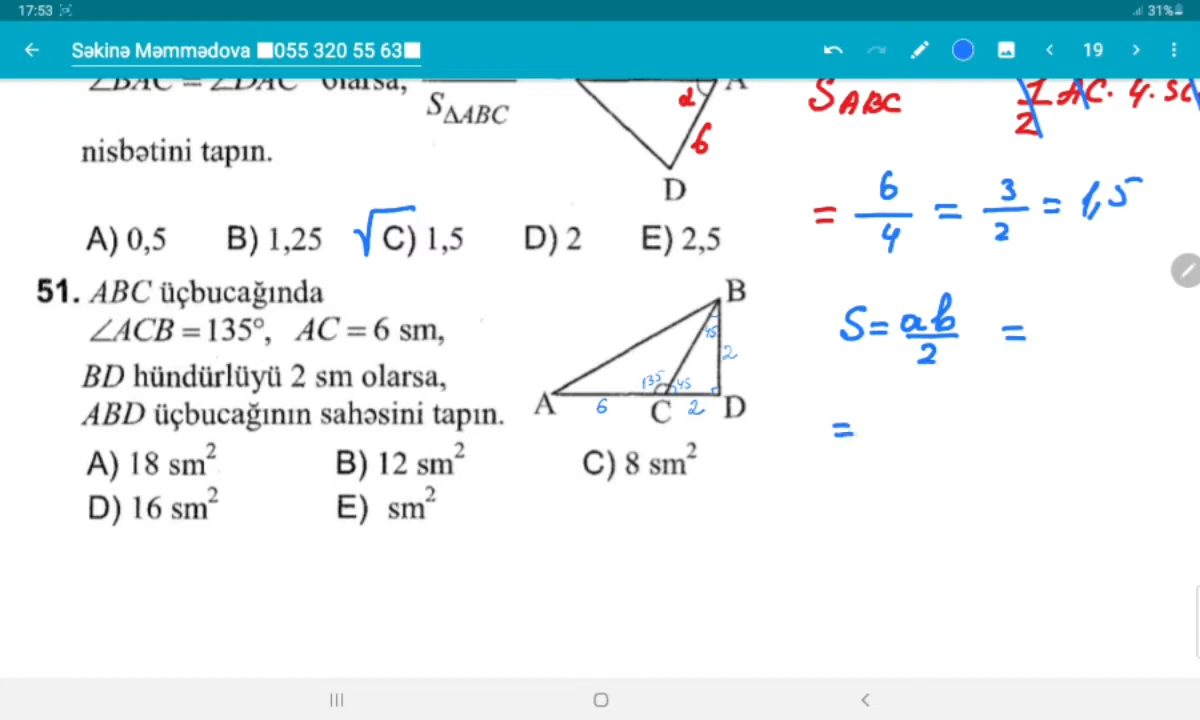 17:53 31%
Səkinə Məmmədova 055 320 55 63 19
∠BAC = ∠DAC olarsa,
S△ABC
nisbətini tapın.
A
α
6
D
S ABC 1/2 AC · 4 ·
= 6/4 = 3/2 = 1,5
A) 0,5 B) 1,25 √ C) 1,5 D) 2 E) 2,5
51. ABC üçbucağında
∠ACB = 135°, AC = 6 sm,
BD hündürlüyü 2 sm olarsa,
ABD üçbucağının sahəsini tapın.
A) 18 sm² B) 12 sm² C) 8 sm²
D) 16 sm² E) sm²
B
45
2
135 45
A 6 C 2 D
S = ab/2 =
=